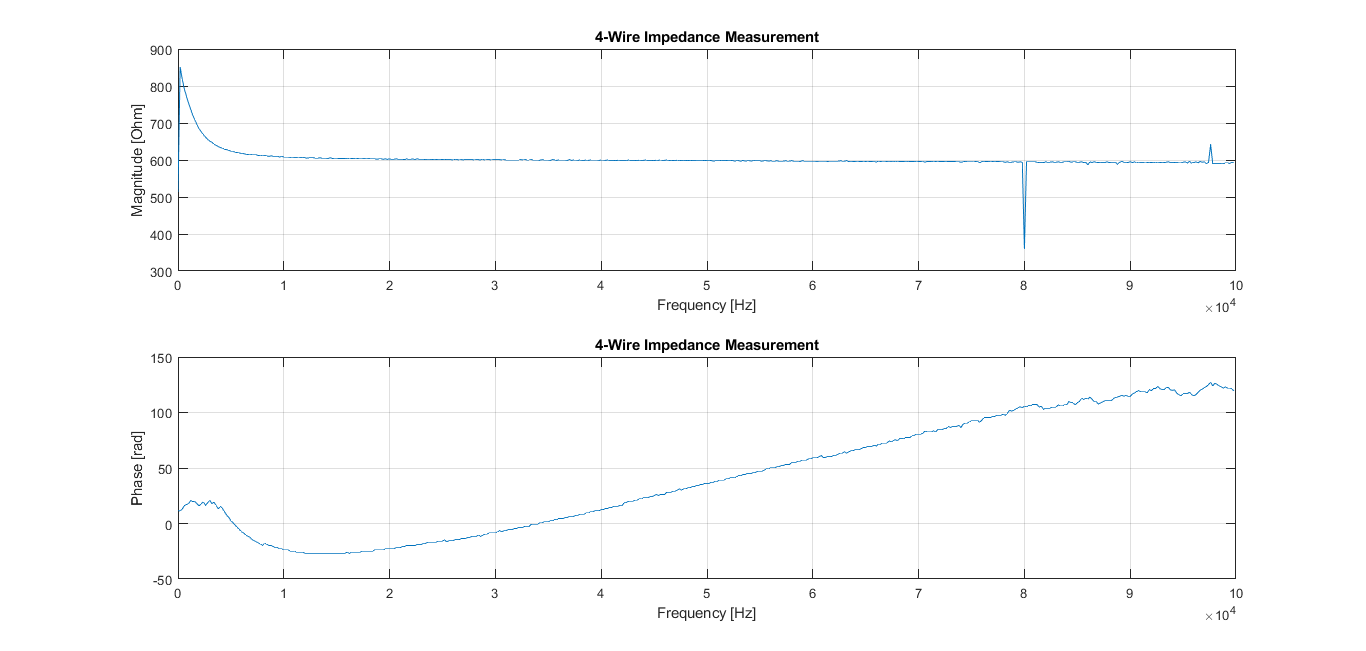 4-Wire Impedance Measurement
900
800
700
600
500
400
300
Magnitude [Ohm]
0 1 2 3 4 5 6 7 8 9 10
Frequency [Hz]
×10^4
4-Wire Impedance Measurement
150
100
50
0
-50
Phase [rad]
0 1 2 3 4 5 6 7 8 9 10
Frequency [Hz]
×10^4